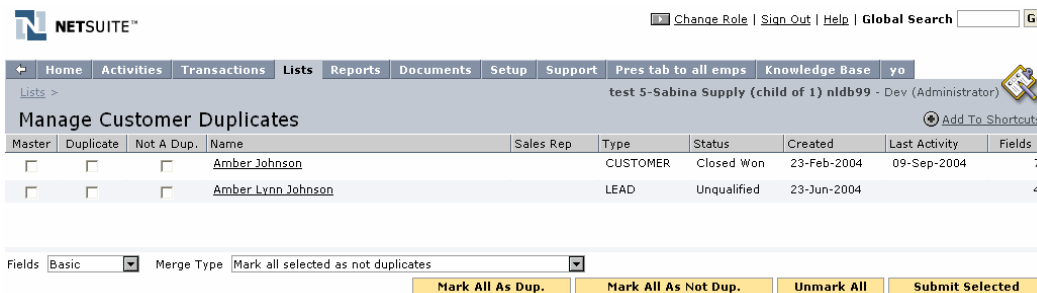 NETSUITE™
Change Role | Sign Out | Help | Global Search G
Home Activities Transactions Lists Reports Documents Setup Support Pres tab to all emps Knowledge Base yo
Lists >
test 5-Sabina Supply (child of 1) nldb99 - Dev (Administrator)
Manage Customer Duplicates
Add To Shortcuts
Master Duplicate Not A Dup. Name Sales Rep Type Status Created Last Activity Fields
Amber Johnson CUSTOMER Closed Won 23-Feb-2004 09-Sep-2004 7
Amber Lynn Johnson LEAD Unqualified 23-Jun-2004 4
Fields Basic Merge Type Mark all selected as not duplicates
Mark All As Dup. Mark All As Not Dup. Unmark All Submit Selected